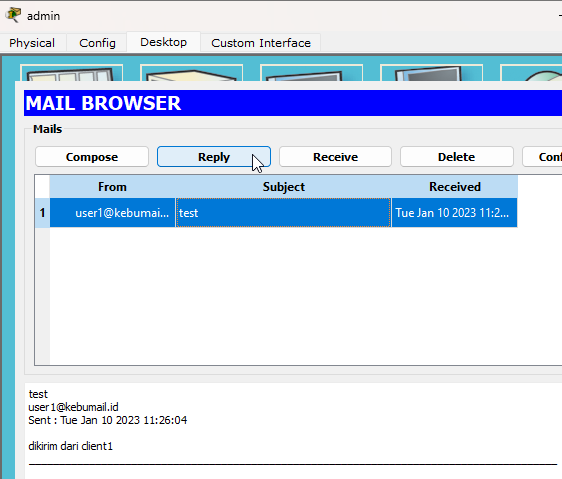 admin
Physical Config Desktop Custom Interface
MAIL BROWSER
Mails
Compose Reply Receive Delete Conf
From Subject Received
1 user1@kebumai... test Tue Jan 10 2023 11:2...
test
user1@kebumail.id
Sent : Tue Jan 10 2023 11:26:04
dikirim dari client1